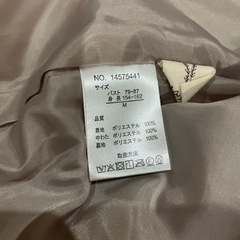 NO. 14575441
サイズ
バスト 79-87
身長 154-162
M
品質
表地 ポリエステル 100%
中わた ポリエステル 100%
裏地 ポリエステル 100%
取扱方法